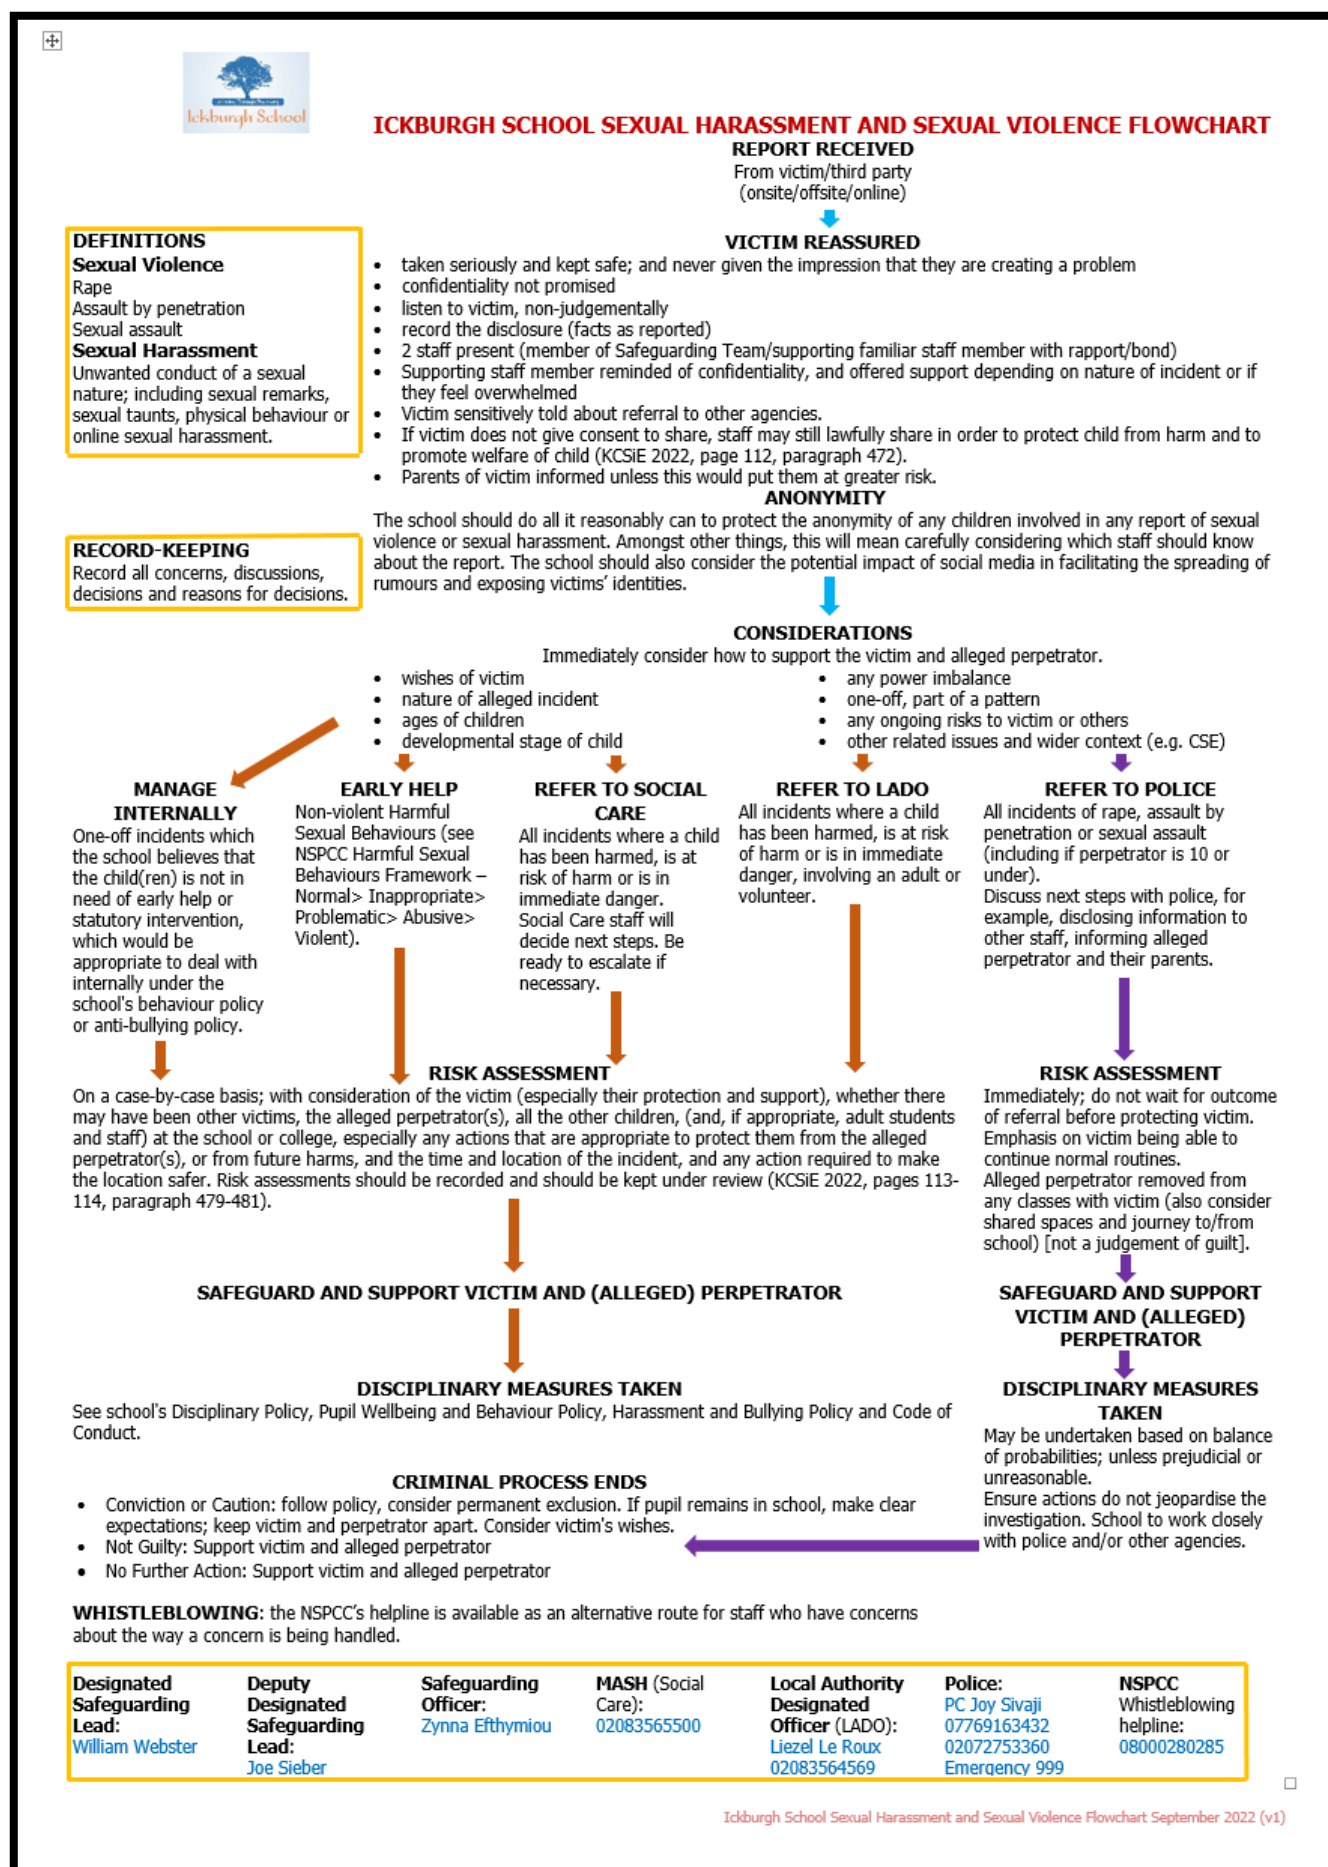 Ickburgh School
ICKBURGH SCHOOL SEXUAL HARASSMENT AND SEXUAL VIOLENCE FLOWCHART
REPORT RECEIVED
From victim/third party
(onsite/offsite/online)
DEFINITIONS
Sexual Violence
Rape
Assault by penetration
Sexual assault
Sexual Harassment
Unwanted conduct of a sexual
nature; including sexual remarks,
sexual taunts, physical behaviour or
online sexual harassment.
VICTIM REASSURED
• taken seriously and kept safe; and never given the impression that they are creating a problem
• confidentiality not promised
• listen to victim, non-judgementally
• record the disclosure (facts as reported)
• 2 staff present (member of Safeguarding Team/supporting familiar staff member with rapport/bond)
• Supporting staff member reminded of confidentiality, and offered support depending on nature of incident or if
they feel overwhelmed
• Victim sensitively told about referral to other agencies.
• If victim does not give consent to share, staff may still lawfully share in order to protect child from harm and to
promote welfare of child (KCSiE 2022, page 112, paragraph 472).
• Parents of victim informed unless this would put them at greater risk.
ANONYMITY
The school should do all it reasonably can to protect the anonymity of any children involved in any report of sexual
violence or sexual harassment. Amongst other things, this will mean carefully considering which staff should know
about the report. The school should also consider the potential impact of social media in facilitating the spreading of
rumours and exposing victims' identities.
RECORD-KEEPING
Record all concerns, discussions,
decisions and reasons for decisions.
CONSIDERATIONS
Immediately consider how to support the victim and alleged perpetrator.
• wishes of victim
• nature of alleged incident
• ages of children
• developmental stage of child
• any power imbalance
• one-off, part of a pattern
• any ongoing risks to victim or others
• other related issues and wider context (e.g. CSE)
MANAGE
INTERNALLY
One-off incidents which
the school believes that
the child(ren) is not in
need of early help or
statutory intervention,
which would be
appropriate to deal with
internally under the
school's behaviour policy
or anti-bullying policy.
EARLY HELP
Non-violent Harmful
Sexual Behaviours (see
NSPCC Harmful Sexual
Behaviours Framework –
Normal> Inappropriate>
Problematic> Abusive>
Violent).
REFER TO SOCIAL
CARE
All incidents where a child
has been harmed, is at
risk of harm or is in
immediate danger.
Social Care staff will
decide next steps. Be
ready to escalate if
necessary.
REFER TO LADO
All incidents where a child
has been harmed, is at risk
of harm or is in immediate
danger, involving an adult or
volunteer.
REFER TO POLICE
All incidents of rape, assault by
penetration or sexual assault
(including if perpetrator is 10 or
under).
Discuss next steps with police, for
example, disclosing information to
other staff, informing alleged
perpetrator and their parents.
RISK ASSESSMENT
On a case-by-case basis; with consideration of the victim (especially their protection and support), whether there
may have been other victims, the alleged perpetrator(s), all the other children, (and, if appropriate, adult students
and staff) at the school or college, especially any actions that are appropriate to protect them from the alleged
perpetrator(s), or from future harms, and the time and location of the incident, and any action required to make
the location safer. Risk assessments should be recorded and should be kept under review (KCSiE 2022, pages 113-
114, paragraph 479-481).
RISK ASSESSMENT
Immediately; do not wait for outcome
of referral before protecting victim.
Emphasis on victim being able to
continue normal routines.
Alleged perpetrator removed from
any classes with victim (also consider
shared spaces and journey to/from
school) [not a judgement of guilt].
SAFEGUARD AND SUPPORT VICTIM AND (ALLEGED) PERPETRATOR
SAFEGUARD AND SUPPORT
VICTIM AND (ALLEGED)
PERPETRATOR
DISCIPLINARY MEASURES TAKEN
See school's Disciplinary Policy, Pupil Wellbeing and Behaviour Policy, Harassment and Bullying Policy and Code of
Conduct.
DISCIPLINARY MEASURES
TAKEN
May be undertaken based on balance
of probabilities; unless prejudicial or
unreasonable.
Ensure actions do not jeopardise the
investigation. School to work closely
with police and/or other agencies.
CRIMINAL PROCESS ENDS
• Conviction or Caution: follow policy, consider permanent exclusion. If pupil remains in school, make clear
expectations; keep victim and perpetrator apart. Consider victim's wishes.
• Not Guilty: Support victim and alleged perpetrator
• No Further Action: Support victim and alleged perpetrator
WHISTLEBLOWING: the NSPCC's helpline is available as an alternative route for staff who have concerns
about the way a concern is being handled.
Designated
Safeguarding
Lead:
William Webster
Deputy
Designated
Safeguarding
Lead:
Joe Sieber
Safeguarding
Officer:
Zynna Efthymiou
MASH (Social
Care):
02083565500
Local Authority
Designated
Officer (LADO):
Liezel Le Roux
02083564569
Police:
PC Joy Sivaji
07769163432
02072753360
Emergency 999
NSPCC
Whistleblowing
helpline:
08000280285
Ickburgh School Sexual Harassment and Sexual Violence Flowchart September 2022 (v1)